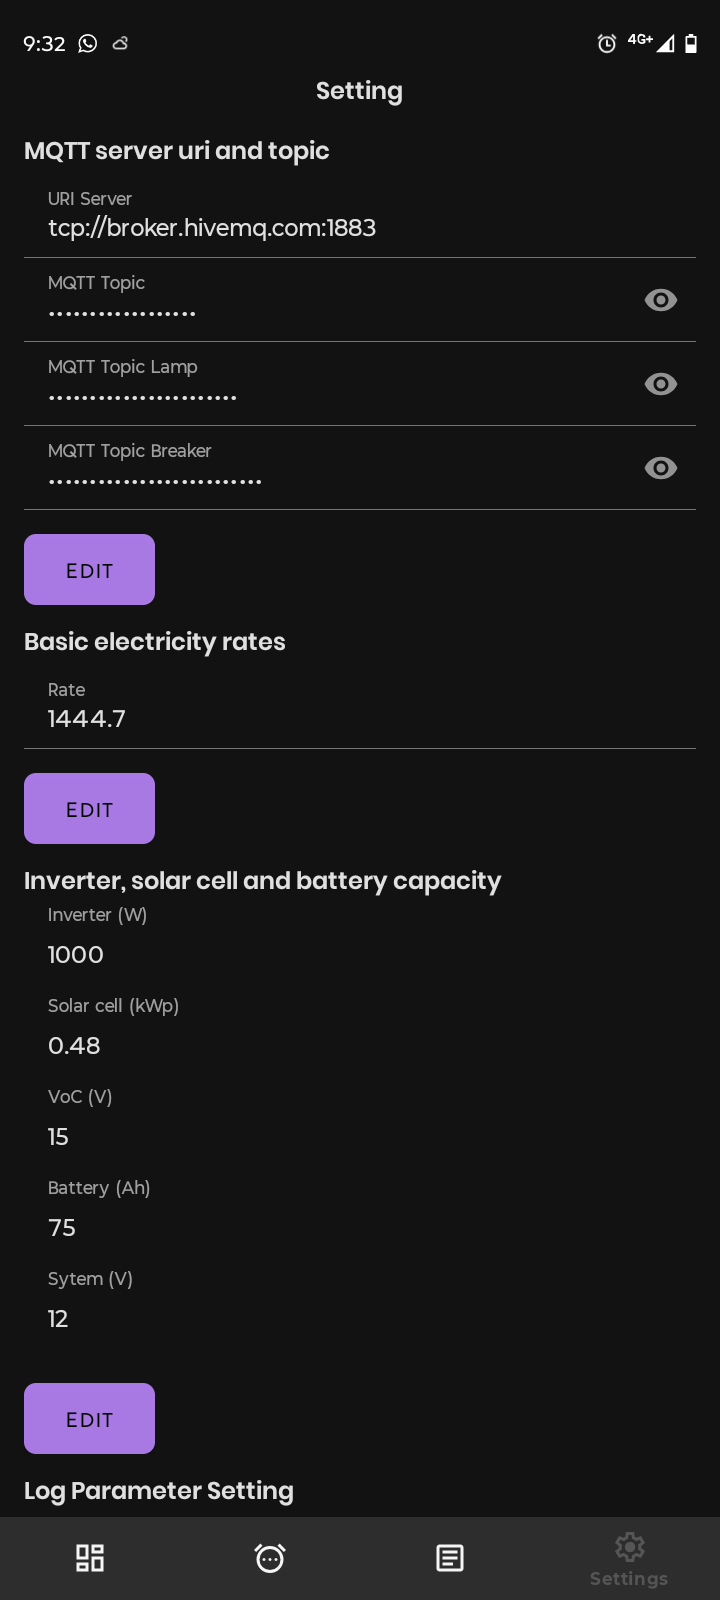 9:32
4G+
Setting
MQTT server uri and topic
URI Server
tcp://broker.hivemq.com:1883
MQTT Topic
••••••••••••••••••
MQTT Topic Lamp
•••••••••••••••••••••••
MQTT Topic Breaker
••••••••••••••••••••••••••
EDIT
Basic electricity rates
Rate
1444.7
EDIT
Inverter, solar cell and battery capacity
Inverter (W)
1000
Solar cell (kWp)
0.48
VoC (V)
15
Battery (Ah)
75
Sytem (V)
12
EDIT
Log Parameter Setting
Settings